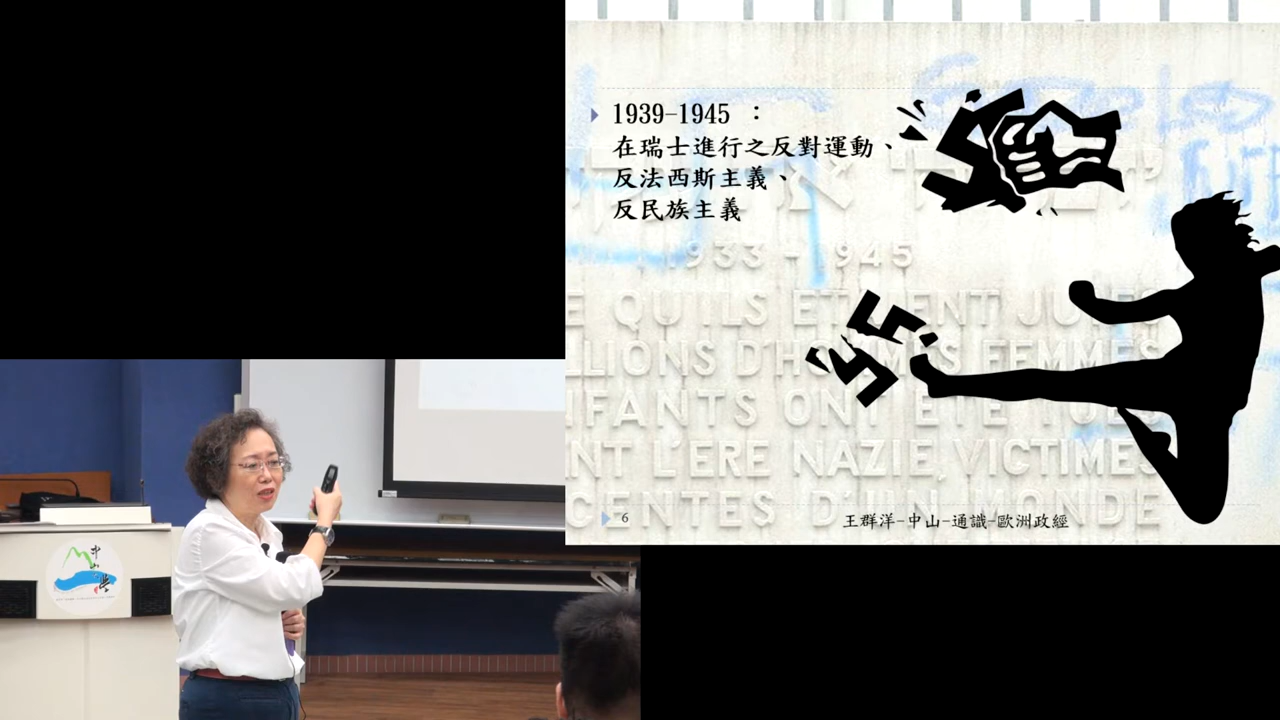 1939-1945 ：
在瑞士進行之反對運動、
反法西斯主義、
反民族主義
1933 - 1945
E QU'ILS ETAIENT JUIFS
LLIONS D'HOMMES FEMMES
NFANTS ONT ETE TUES
NT L'ERE NAZIE, VICTIMES
CENTES D'UN MONDE
6
王群洋-中山-通識-歐洲政經